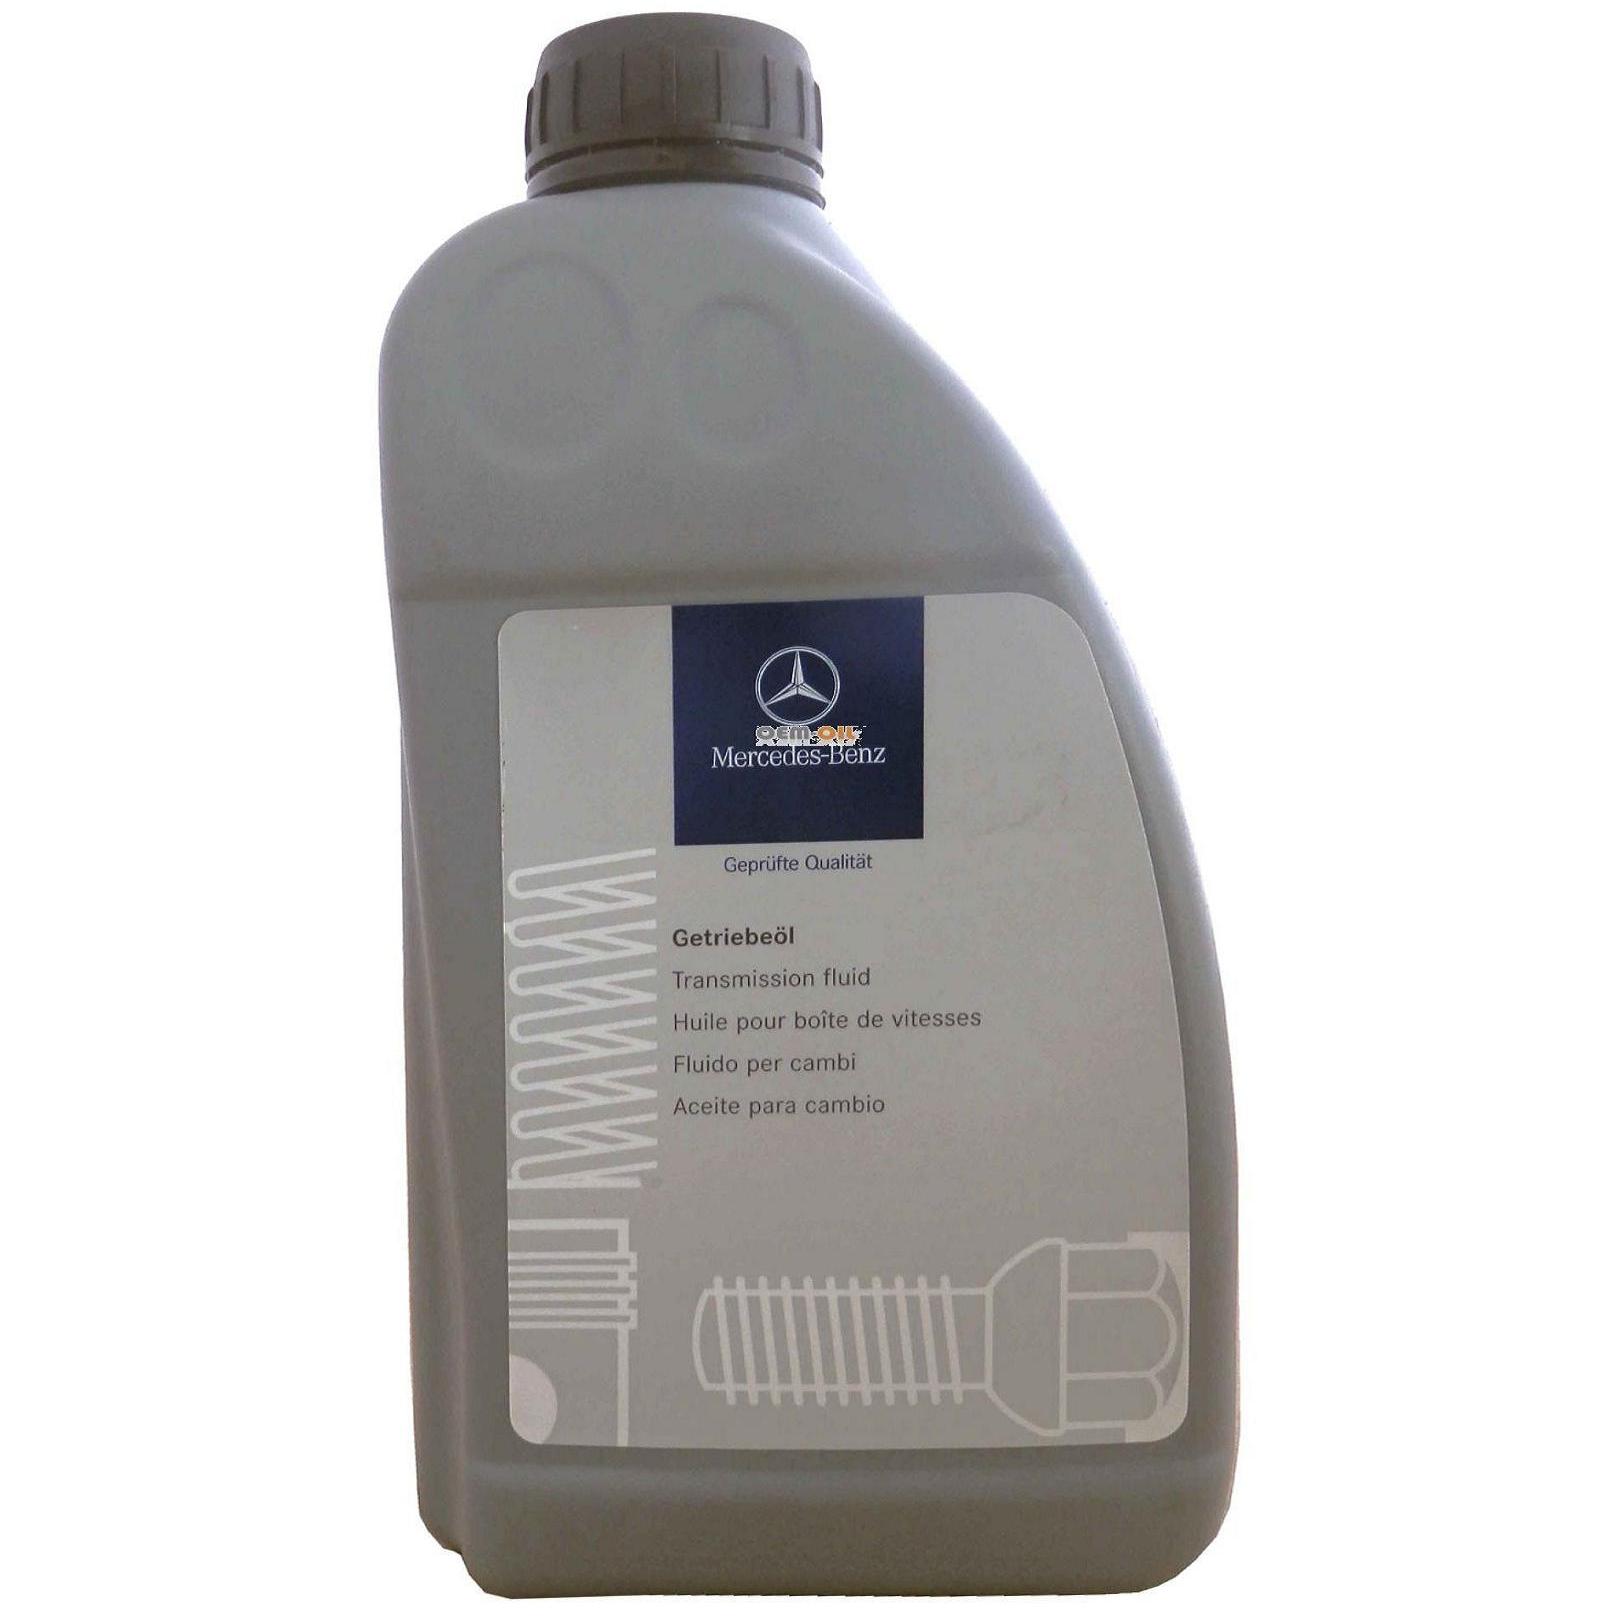 OEM-OIL
Mercedes-Benz
Geprüfte Qualität
Getriebeöl
Transmission fluid
Huile pour boîte de vitesses
Fluido per cambi
Aceite para cambio